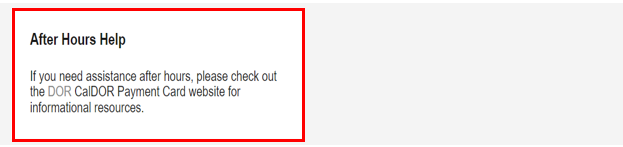 After Hours Help
If you need assistance after hours, please check out
the DOR CalDOR Payment Card website for
informational resources.